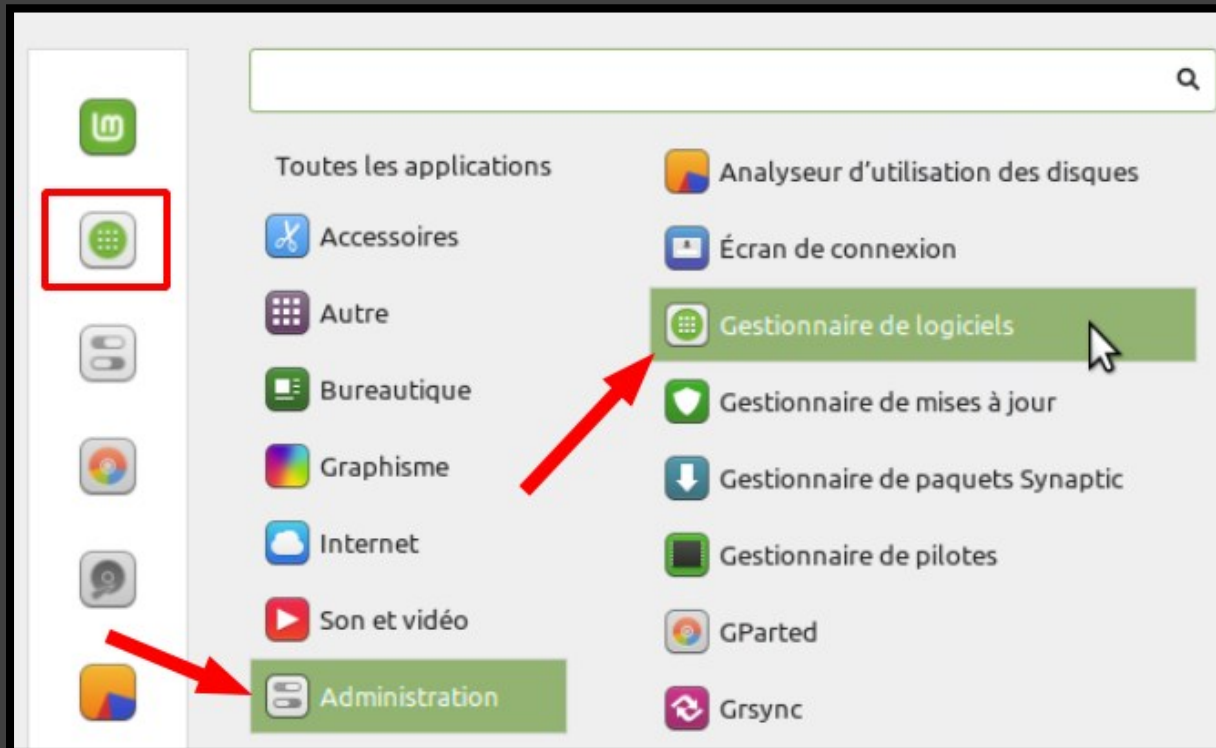 Toutes les applications
Accessoires
Autre
Bureautique
Graphisme
Internet
Son et vidéo
Administration
Analyseur d’utilisation des disques
Écran de connexion
Gestionnaire de logiciels
Gestionnaire de mises à jour
Gestionnaire de paquets Synaptic
Gestionnaire de pilotes
GParted
Grsync